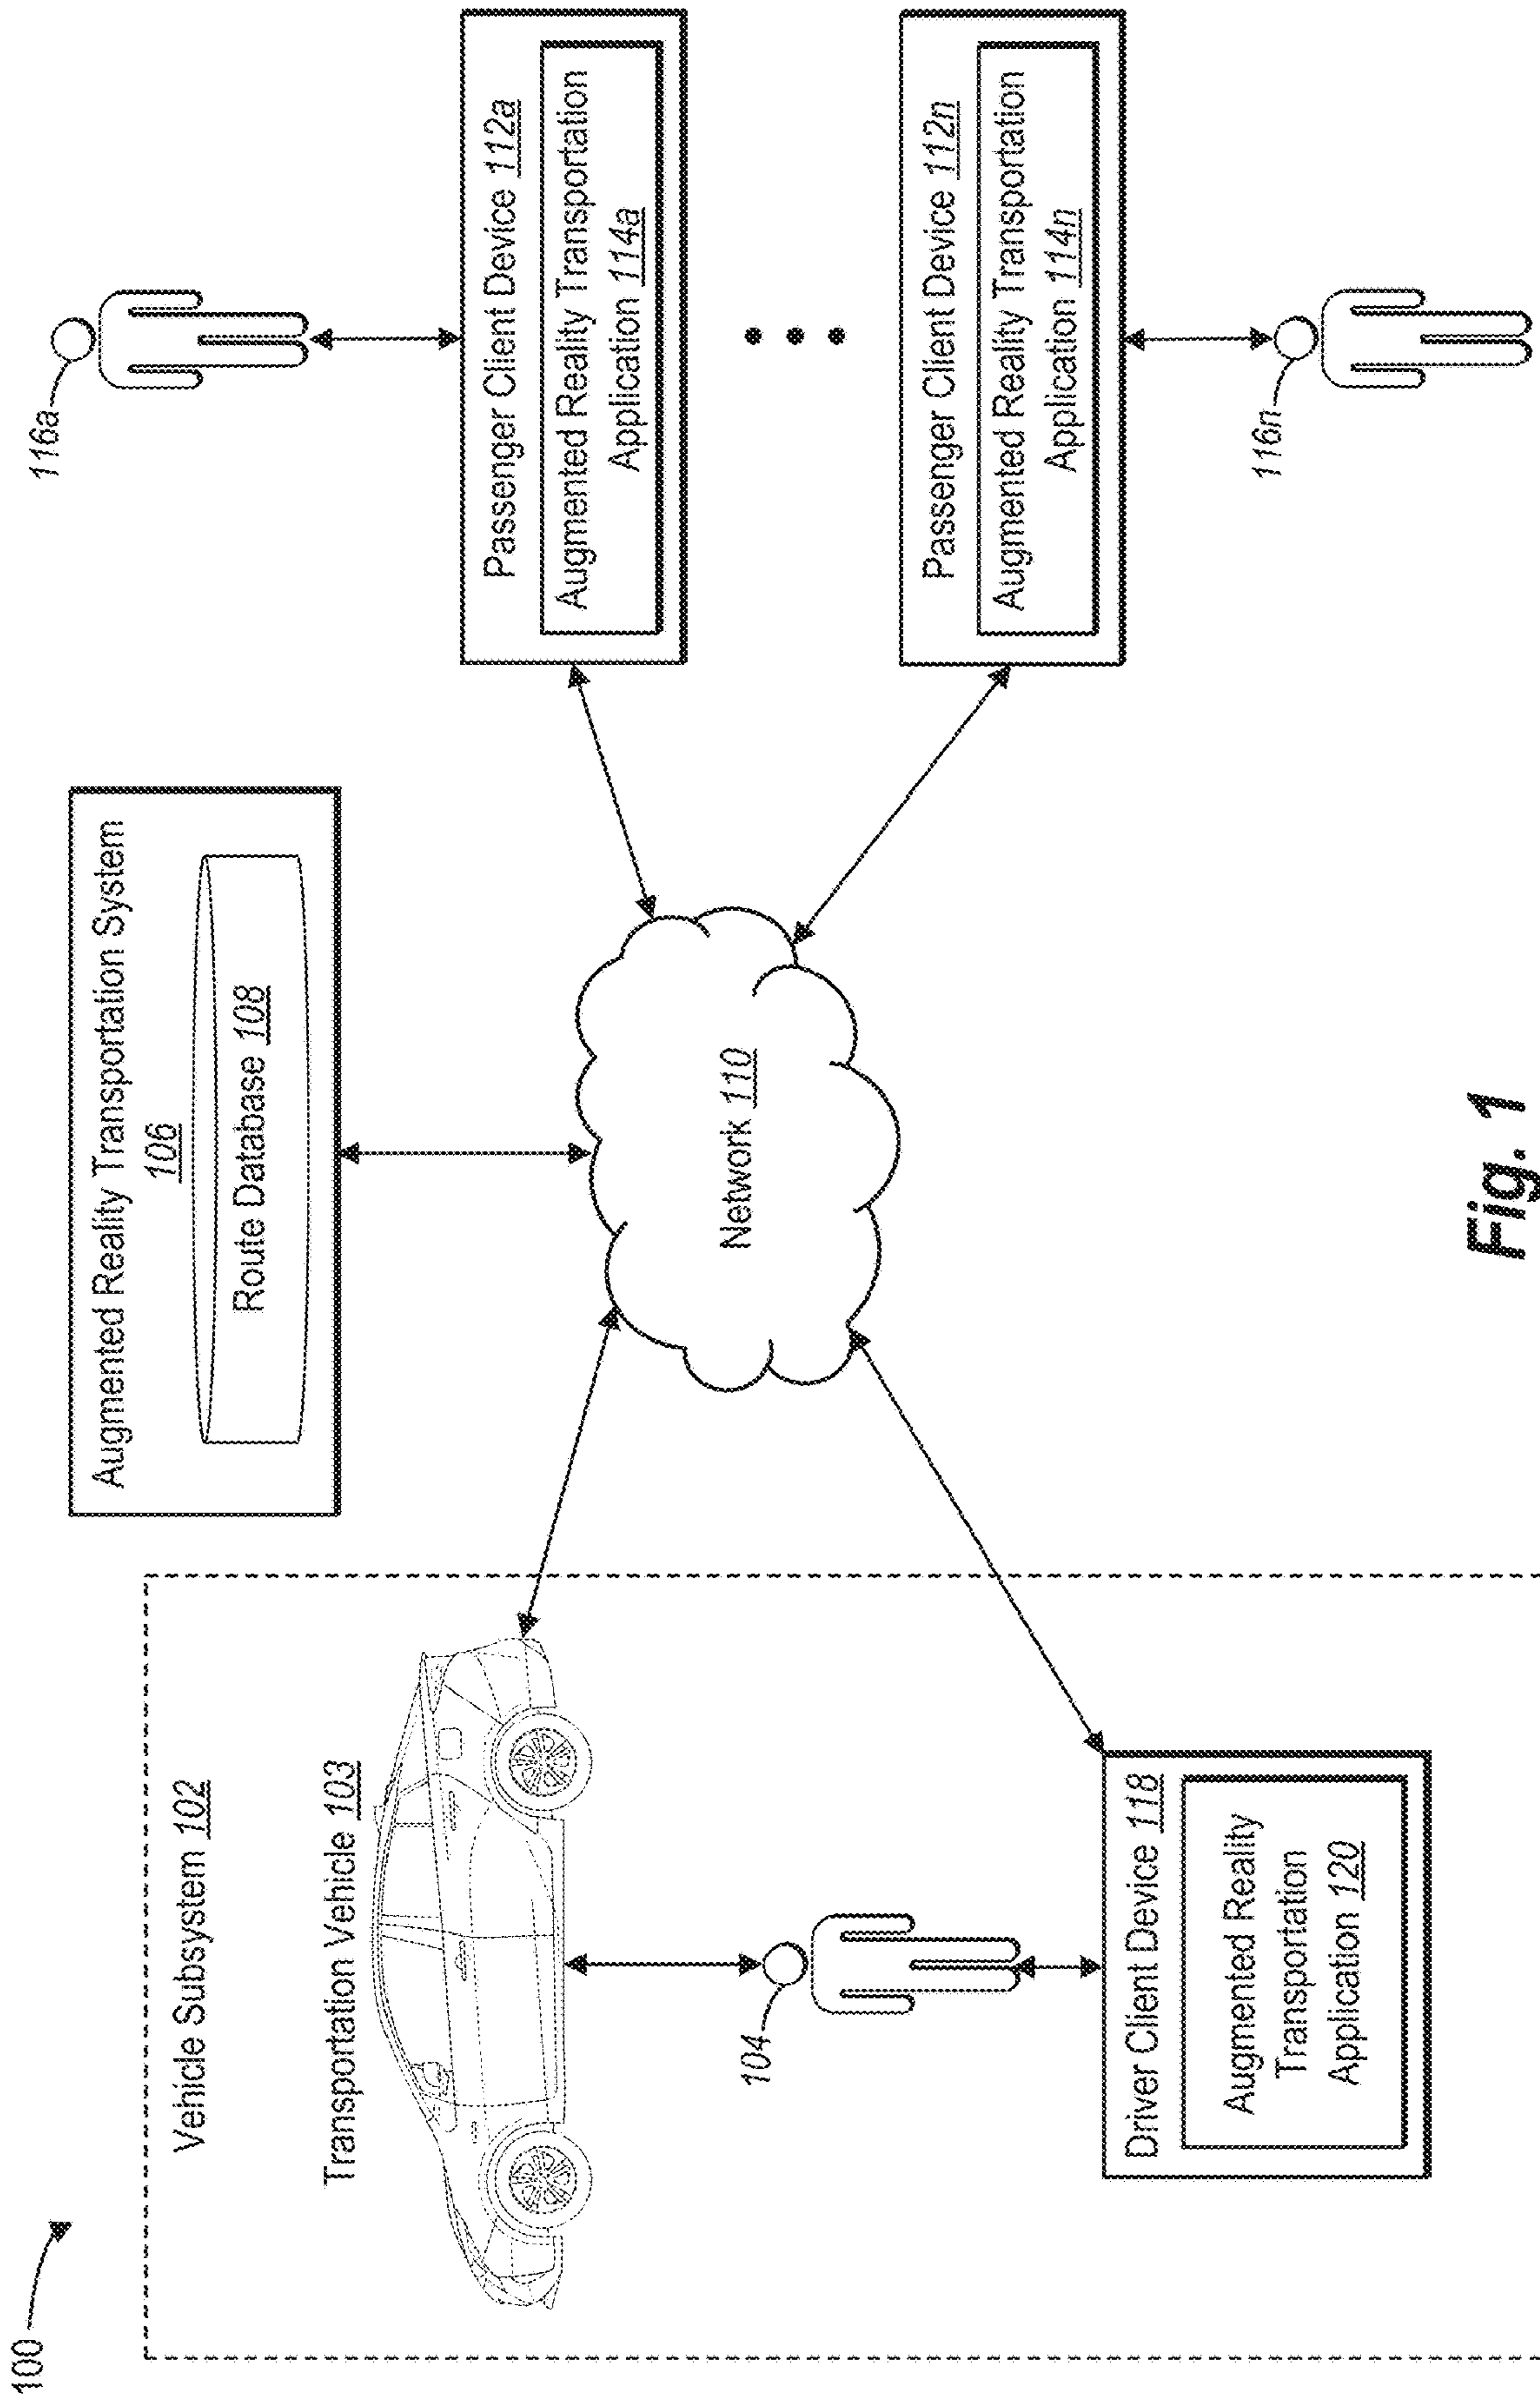 100
Vehicle Subsystem 102
Transportation Vehicle 103
104
Driver Client Device 118
Augmented Reality
Transportation
Application 120
Augmented Reality Transportation System
106
Route Database 108
Network 110
116a
Passenger Client Device 112a
Augmented Reality Transportation
Application 114a
Passenger Client Device 112n
Augmented Reality Transportation
Application 114n
116n
Fig. 1